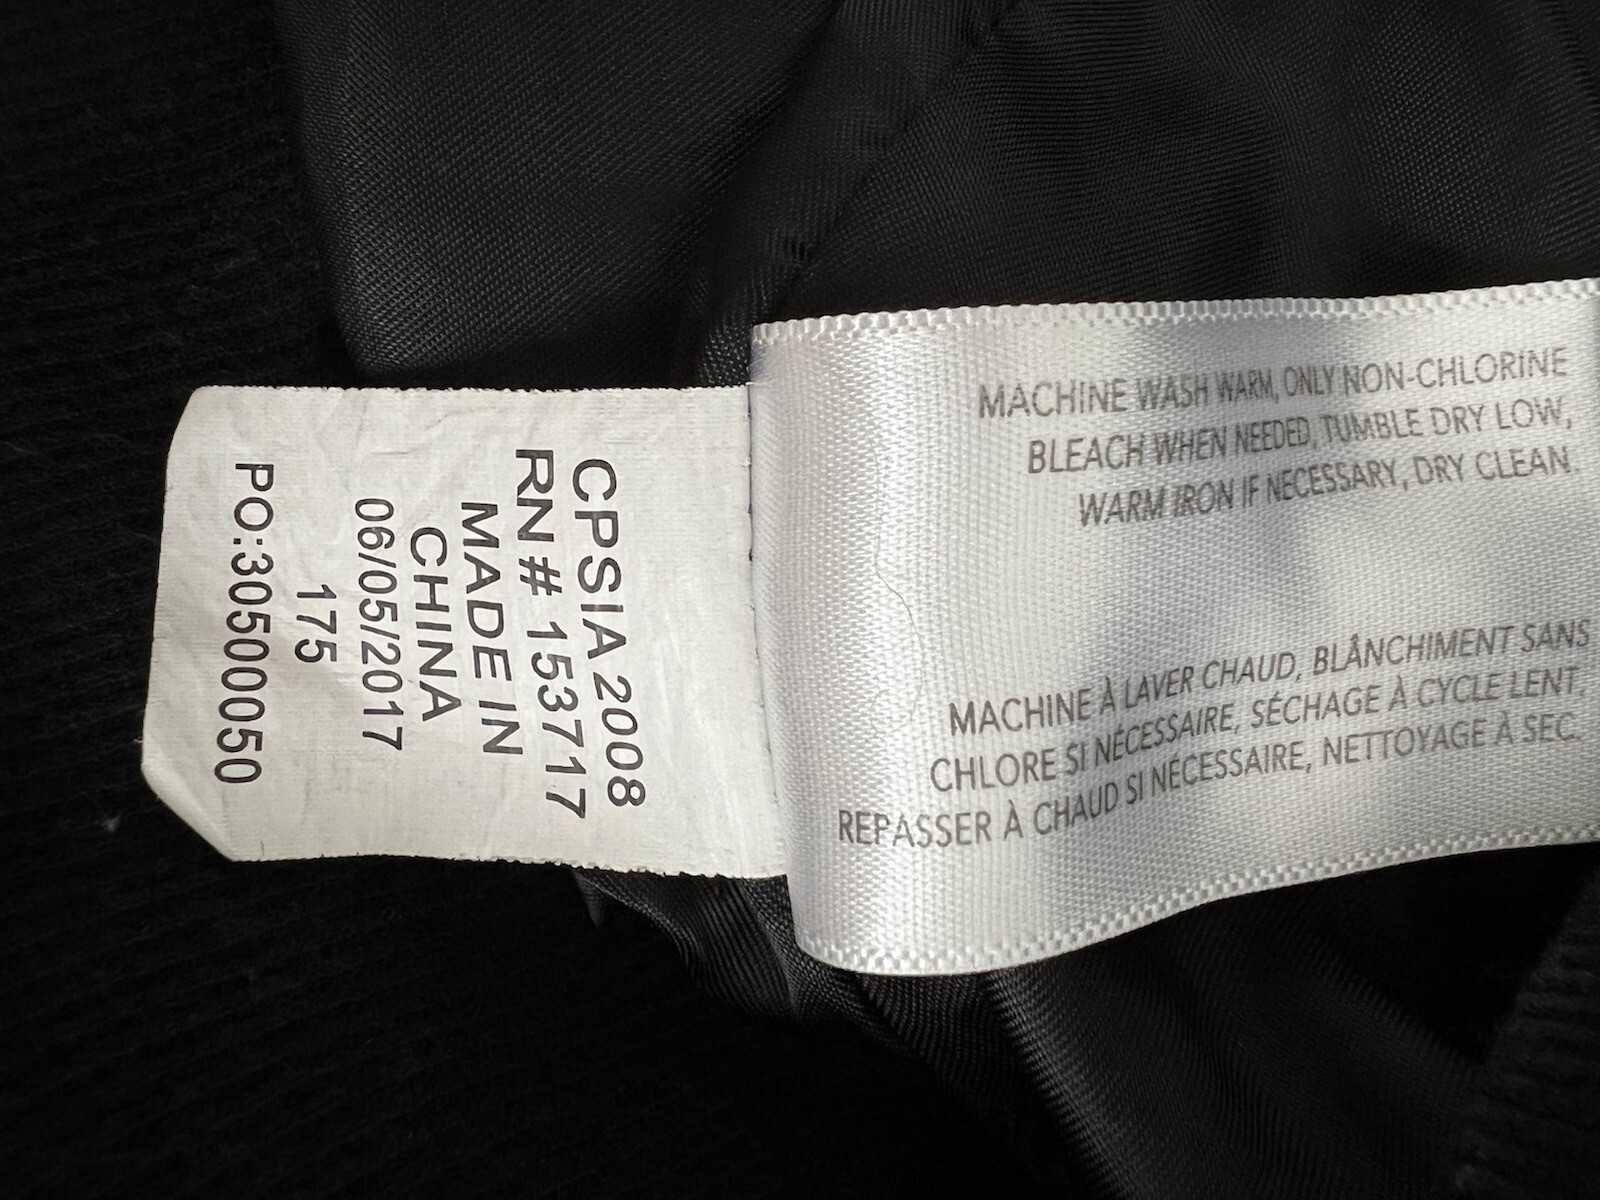 CPSIA 2008
RN # 153717
MADE IN
CHINA
06/05/2017
175
PO:30500050
MACHINE WASH WARM, ONLY NON-CHLORINE
BLEACH WHEN NEEDED, TUMBLE DRY LOW,
WARM IRON IF NECESSARY, DRY CLEAN.
MACHINE À LAVER CHAUD, BLÂNCHIMENT SANS
CHLORE SI NÉCESSAIRE, SÉCHAGE À CYCLE LENT,
REPASSER À CHAUD SI NÉCESSAIRE, NETTOYAGE À SEC.